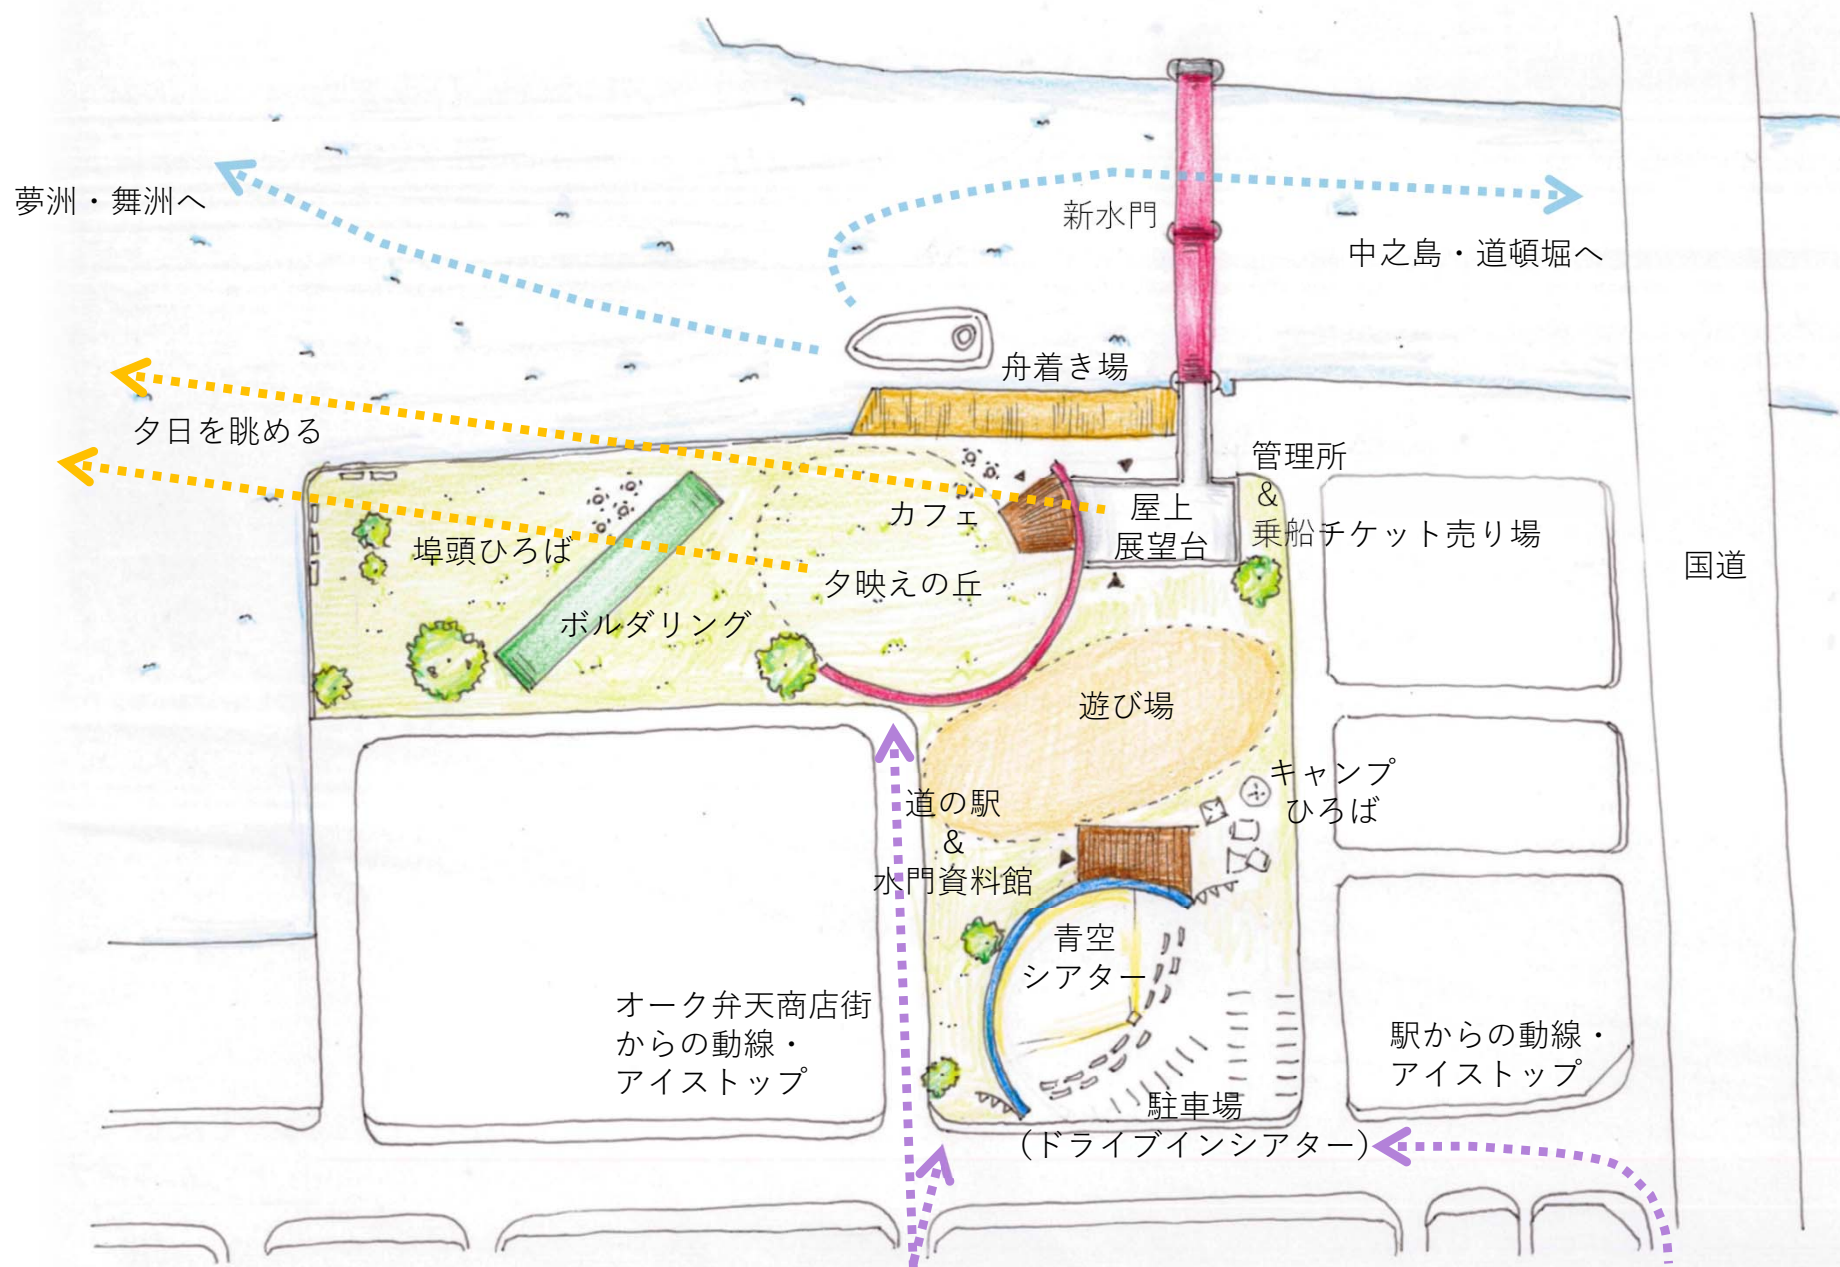 夢洲・舞洲へ
新水門
中之島・道頓堀へ
舟着き場
夕日を眺める
管理所
&
乗船チケット売り場
屋上
展望台
カフェ
国道
埠頭ひろば
夕映えの丘
ボルダリング
遊び場
キャンプ
ひろば
道の駅
&
水門資料館
青空
シアター
オーク弁天商店街
からの動線・
アイストップ
駅からの動線・
アイストップ
駐車場
(ドライブインシアター)